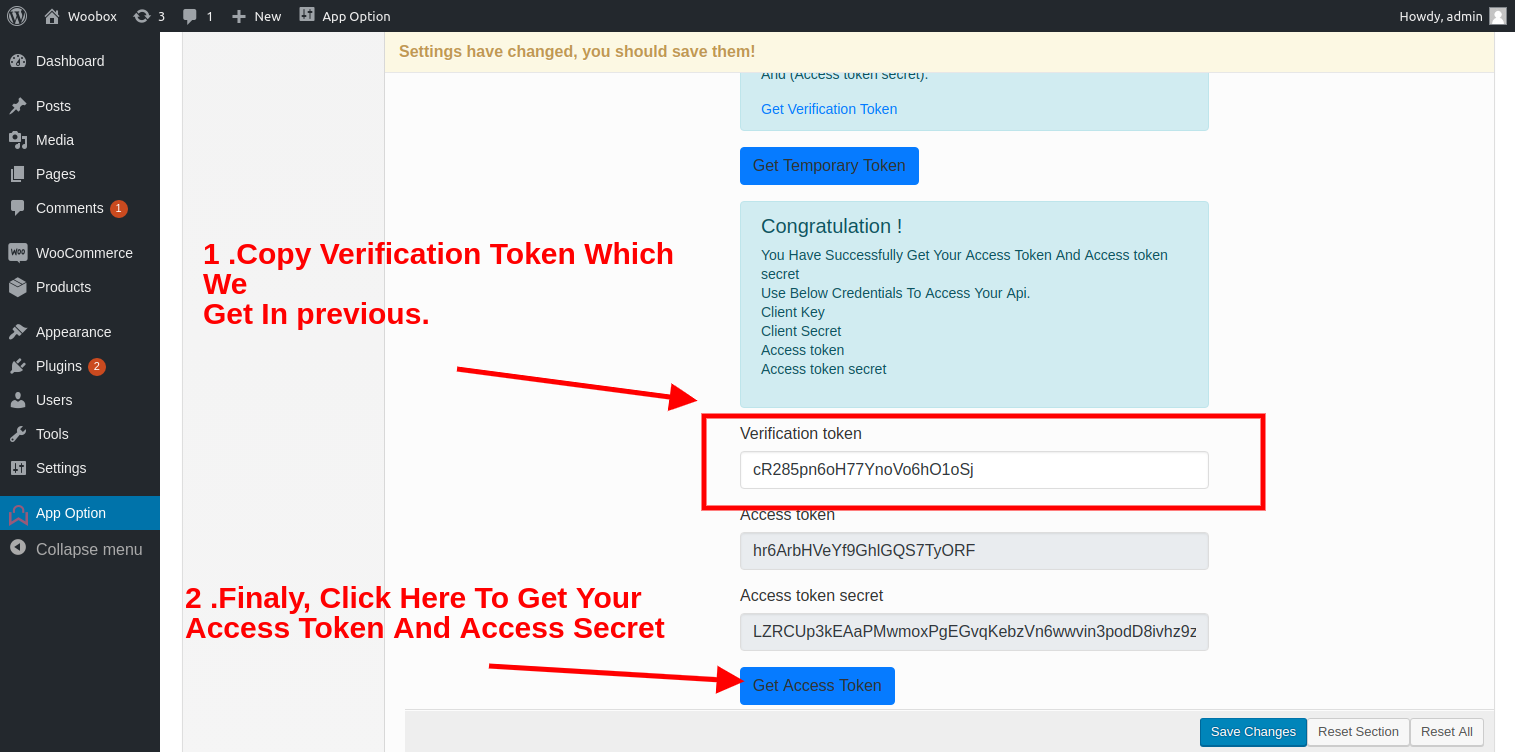 Woobox
3
1
New
App Option
Howdy, admin
Dashboard
Posts
Media
Pages
Comments 1
WooCommerce
Products
Appearance
Plugins 2
Users
Tools
Settings
App Option
Collapse menu
Settings have changed, you should save them!
And (Access token secret).
Get Verification Token
Get Temporary Token
Congratulation !
You Have Successfully Get Your Access Token And Access token
secret
Use Below Credentials To Access Your Api.
Client Key
Client Secret
Access token
Access token secret
1 .Copy Verification Token Which
We
Get In previous.
Verification token
cR285pn6oH77YnoVo6hO1oSj
Access token
hr6ArbHVeYf9GhlGQS7TyORF
Access token secret
LZRCUp3kEAaPMwmoxPgEGvqKebzVn6wwvin3podD8ivhz9z
2 .Finaly, Click Here To Get Your
Access Token And Access Secret
Get Access Token
Save Changes
Reset Section
Reset All